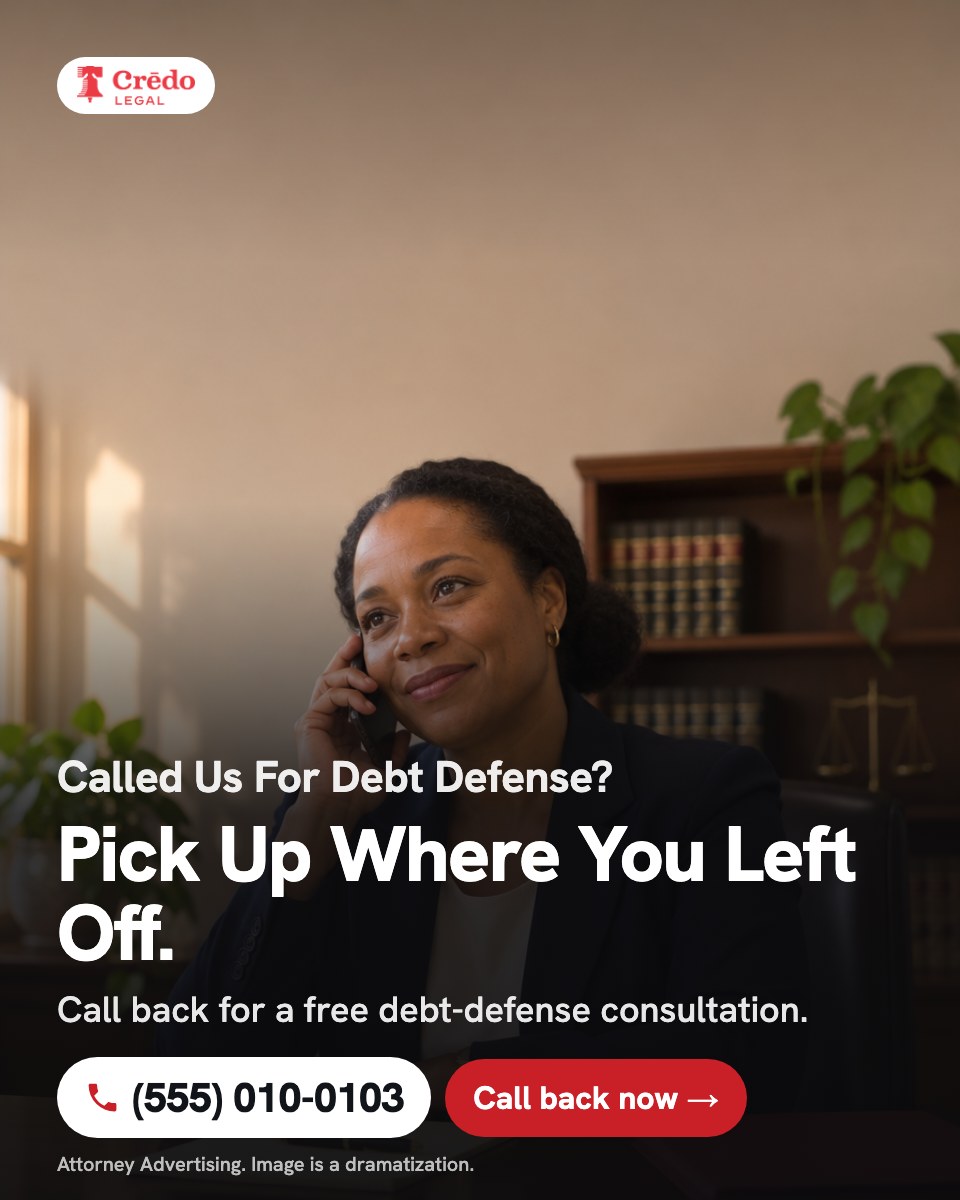 Crēdo
LEGAL
Called Us For Debt Defense?
Pick Up Where You Left
Off.
Call back for a free debt-defense consultation.
(555) 010-0103
Call back now →
Attorney Advertising. Image is a dramatization.